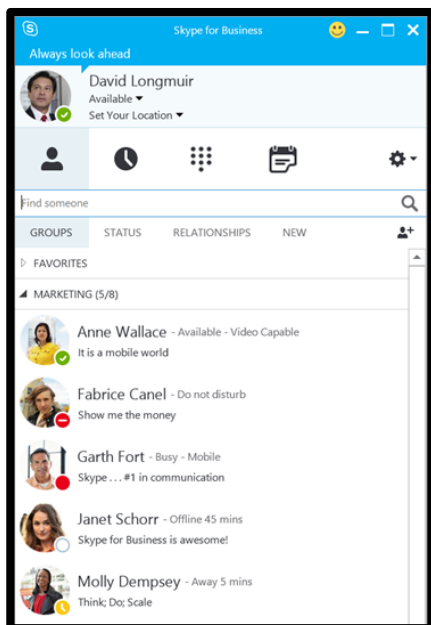 Skype for Business
Always look ahead
David Longmuir
Available
Set Your Location
Find someone
GROUPS STATUS RELATIONSHIPS NEW
FAVORITES
MARKETING (5/8)
Anne Wallace - Available - Video Capable
It is a mobile world
Fabrice Canel - Do not disturb
Show me the money
Garth Fort - Busy - Mobile
Skype . . . #1 in communication
Janet Schorr - Offline 45 mins
Skype for Business is awesome!
Molly Dempsey - Away 5 mins
Think; Do; Scale